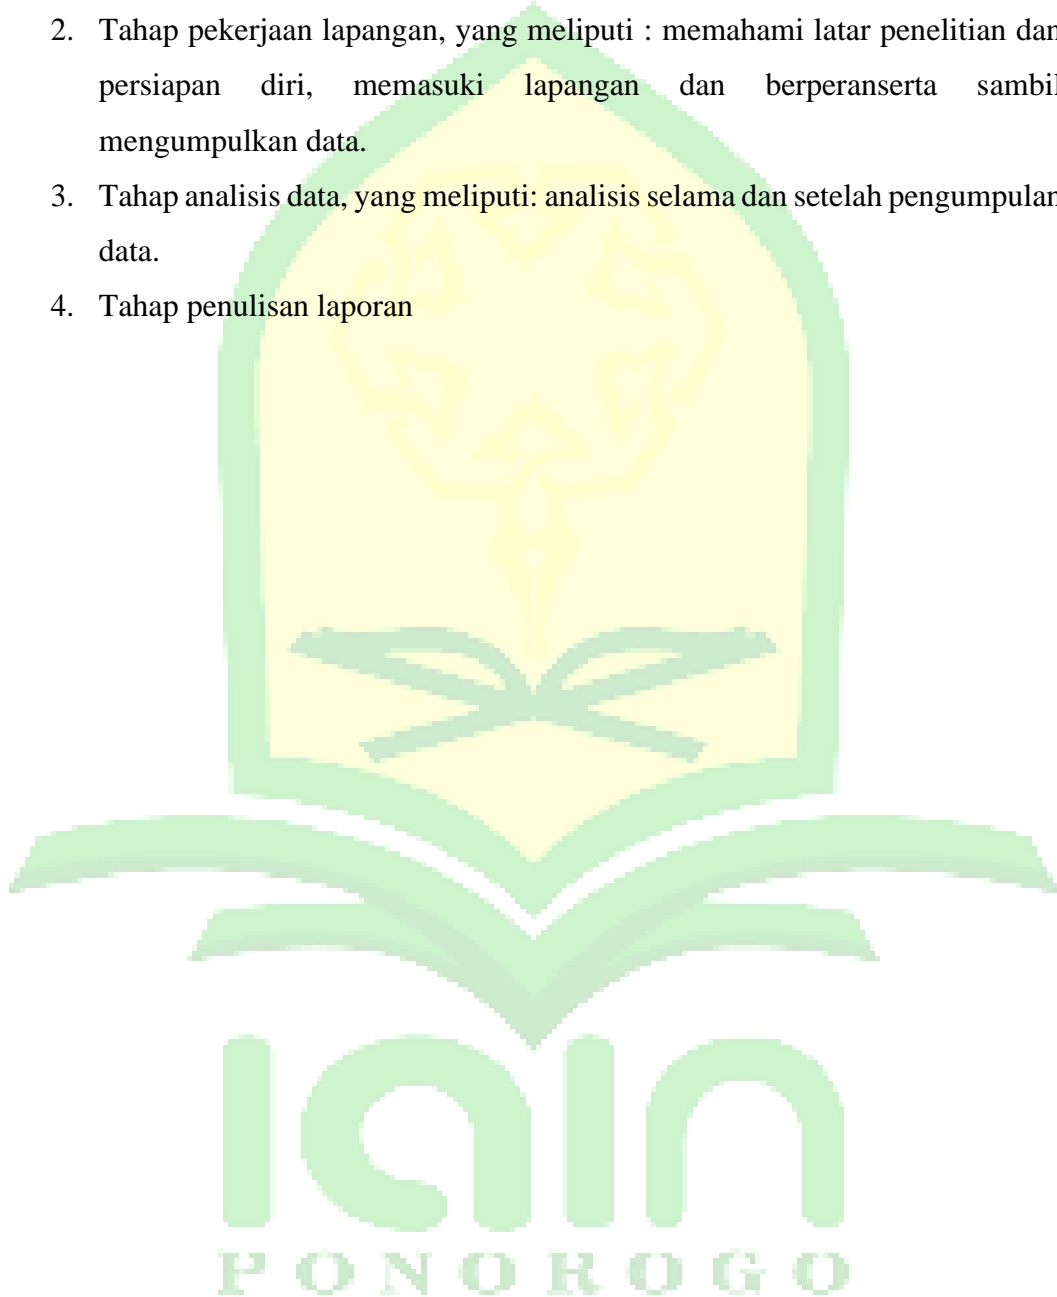 2. Tahap pekerjaan lapangan, yang meliputi : memahami latar penelitian dan
persiapan diri, memasuki lapangan dan berperanserta sambil
mengumpulkan data.
3. Tahap analisis data, yang meliputi: analisis selama dan setelah pengumpulan
data.
4. Tahap penulisan laporan
iain
PONOROGO